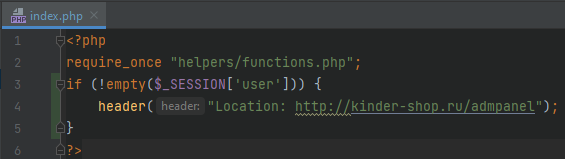 index.php
1 <?php
2 require_once "helpers/functions.php";
3 if (!empty($_SESSION['user'])) {
4 header( header: "Location: http://kinder-shop.ru/admpanel");
5 }
6 ?>